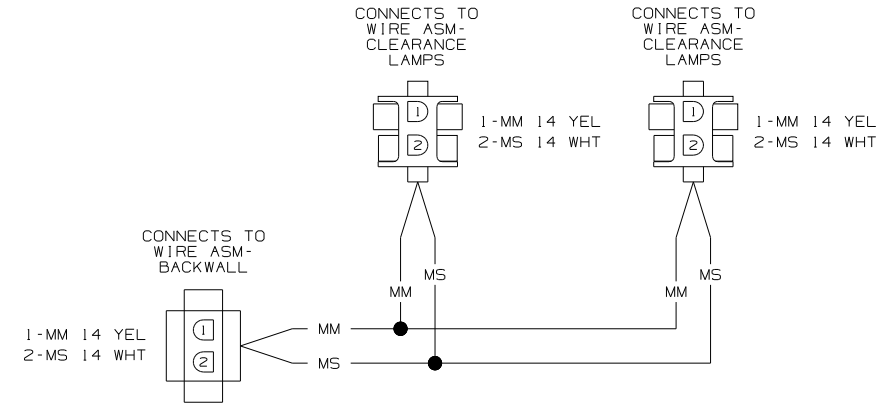 CONNECTS TO
WIRE ASM-
CLEARANCE
LAMPS
CONNECTS TO
WIRE ASM-
CLEARANCE
LAMPS
1
2
1-MM 14 YEL
2-MS 14 WHT
1
2
1-MM 14 YEL
2-MS 14 WHT
CONNECTS TO
WIRE ASM-
BACKWALL
MS
MM
MS
MM
1-MM 14 YEL
2-MS 14 WHT
1
2
MM
MS